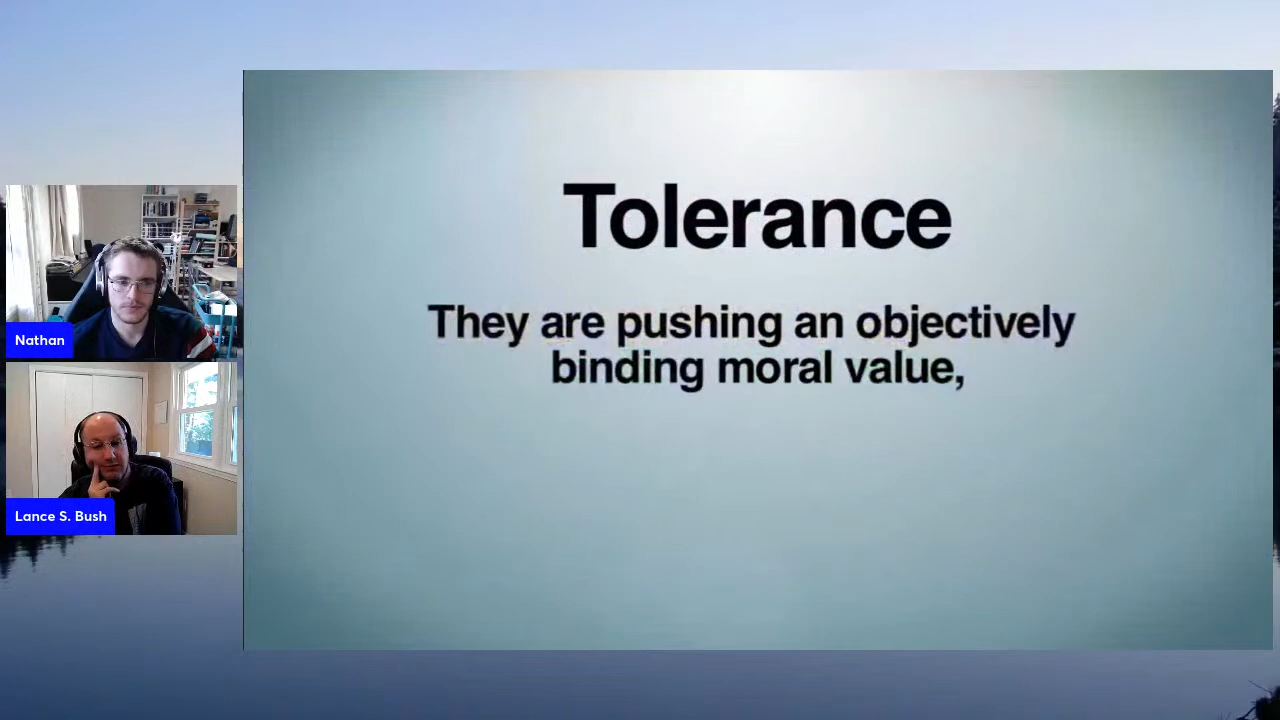 Tolerance
They are pushing an objectively
binding moral value,
Nathan
Lance S. Bush